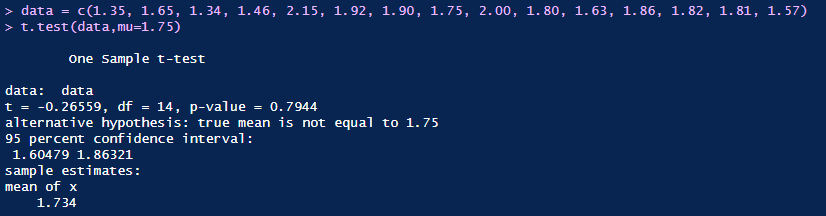 > data = c(1.35, 1.65, 1.34, 1.46, 2.15, 1.92, 1.90, 1.75, 2.00, 1.80, 1.63, 1.86, 1.82, 1.81, 1.57)
> t.test(data,mu=1.75)
One Sample t-test
data:  data
t = -0.26559, df = 14, p-value = 0.7944
alternative hypothesis: true mean is not equal to 1.75
95 percent confidence interval:
1.60479 1.86321
sample estimates:
mean of x
1.734